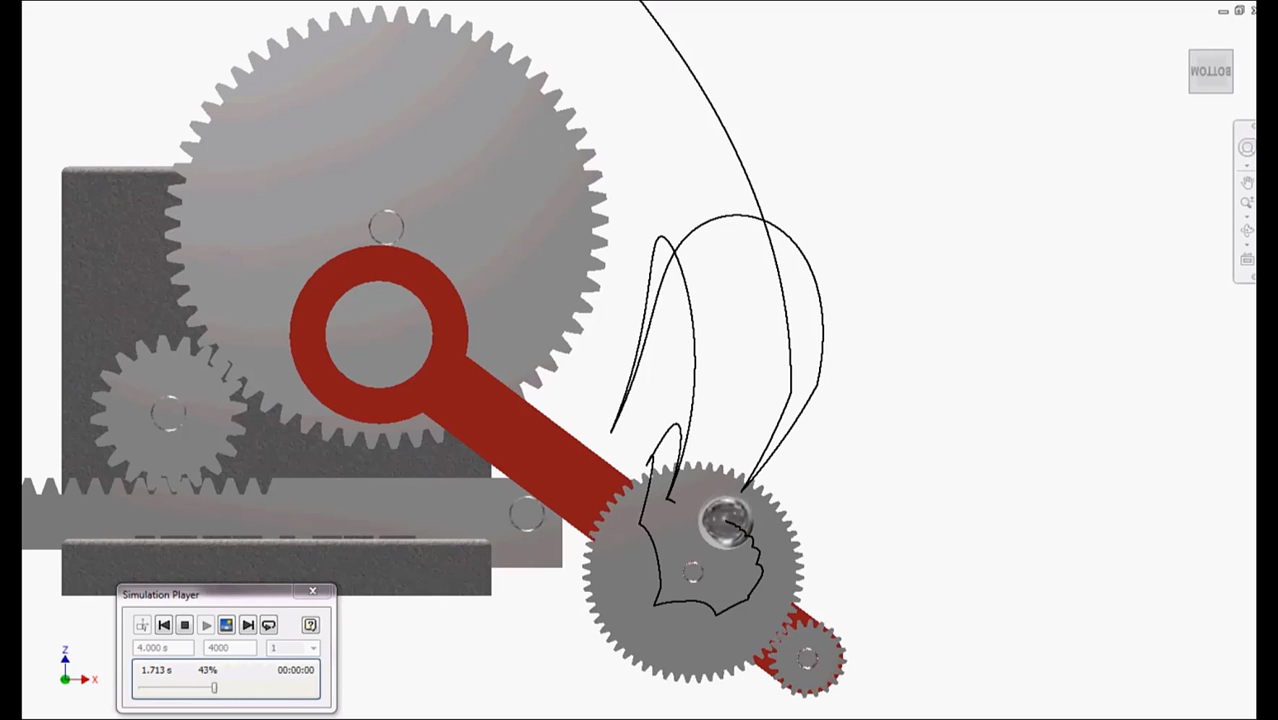 BOTTOM
Simulation Player
4.000 s 4000 1
1.713 s 43% 00:00:00
Z
X